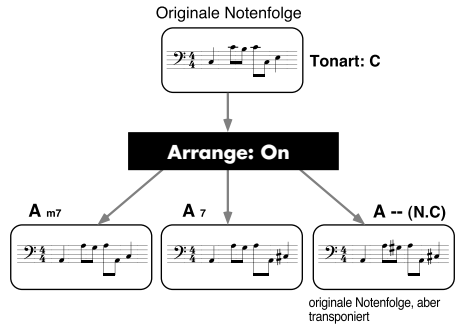 Originale Notenfolge
Tonart: C
Arrange: On
A m7
A 7
A -- (N.C)
originale Notenfolge, aber
transponiert